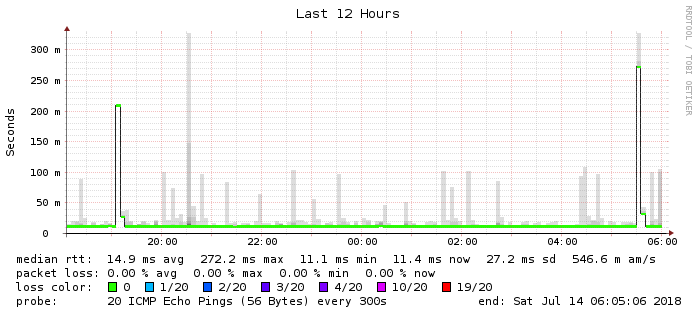 Last 12 Hours
RRDTOOL / TOBI OETIKER
Seconds
300 m
250 m
200 m
150 m
100 m
50 m
0
20:00 22:00 00:00 02:00 04:00 06:00
median rtt: 14.9 ms avg 272.2 ms max 11.1 ms min 11.4 ms now 27.2 ms sd 546.6 m am/s
packet loss: 0.00 % avg 0.00 % max 0.00 % min 0.00 % now
loss color: 0 1/20 2/20 3/20 4/20 10/20 19/20
probe: 20 ICMP Echo Pings (56 Bytes) every 300s end: Sat Jul 14 06:05:06 2018